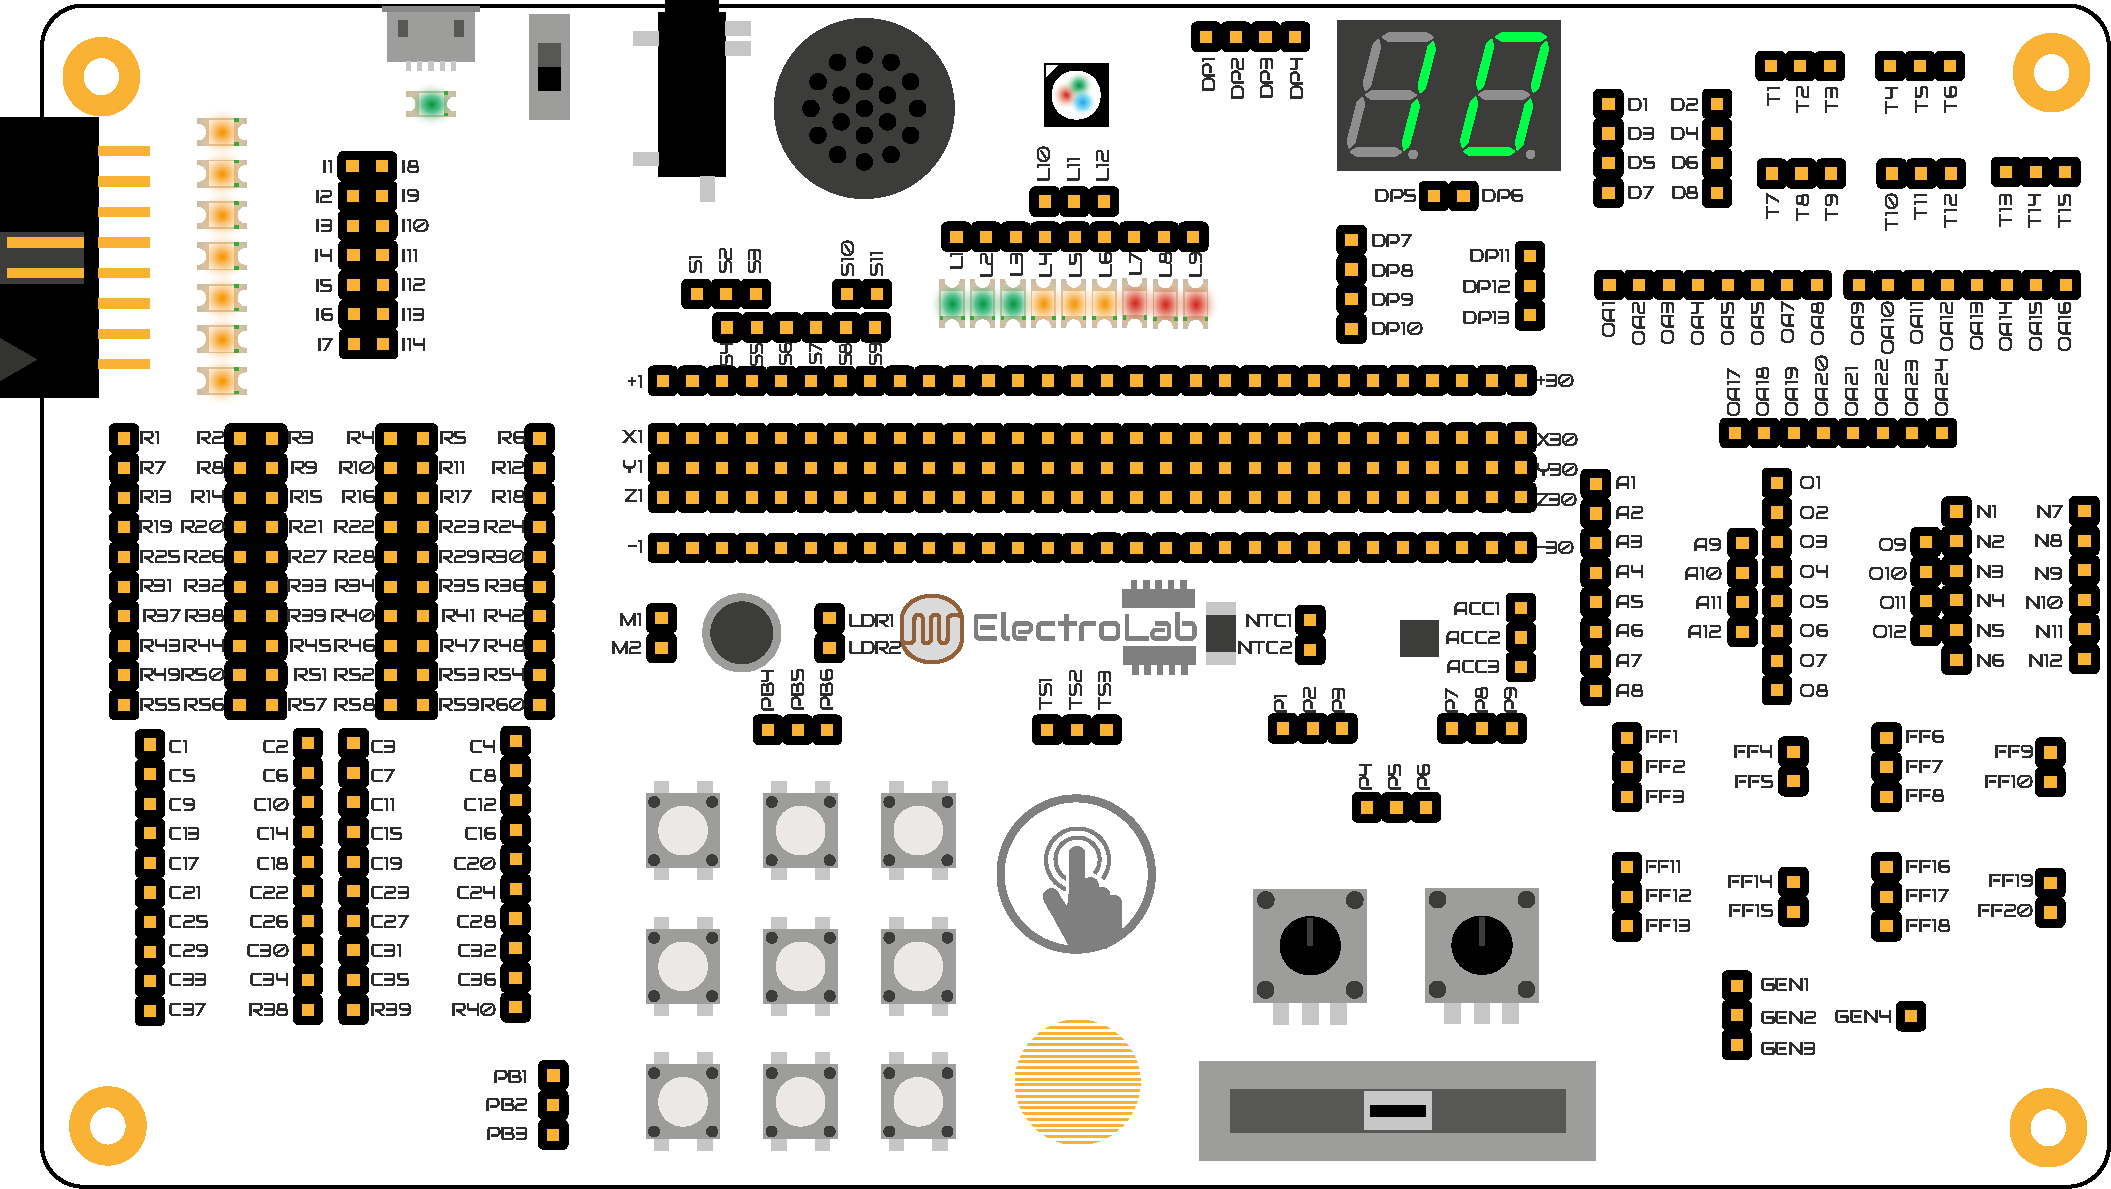 DP1 DP2 DP3 DP4
10
T1 T2 T3 T4 T5 T6
D1 D2
D3 D4
D5 D6
D7 D8
I1 I8
I2 I9
I3 I10
I4 I11
I5 I12
I6 I13
I7 I14
L10 L11 L12
DP5 DP6
T7 T8 T9 T10 T11 T12 T13 T14 T15
S1 S2 S3 S10 S11
L1 L2 L3 L4 L5 L6 L7 L8 L9
DP7
DP8
DP9
DP10
DP11
DP12
DP13
S4 S5 S6 S7 S8 S9
OA1 OA2 OA3 OA4 OA5 OA5 OA7 OA8 OA9 OA10 OA11 OA12 OA13 OA14 OA15 OA16
OA17 OA18 OA19 OA20 OA21 OA22 OA23 OA24
+1 +30
X1 X30
Y1 Y30
Z1 Z30
-1 -30
R1 R2 R3 R4 R5 R6
R7 R8 R9 R10 R11 R12
R13 R14 R15 R16 R17 R18
R19 R20 R21 R22 R23 R24
R25 R26 R27 R28 R29 R30
R31 R32 R33 R34 R35 R36
R37 R38 R39 R40 R41 R42
R43 R44 R45 R46 R47 R48
R49 R50 R51 R52 R53 R54
R55 R56 R57 R58 R59 R60
A1
A2
A3
A4
A5
A6
A7
A8
A9
A10
A11
A12
O1
O2
O3
O4
O5
O6
O7
O8
O9
O10
O11
O12
N1 N7
N2 N8
N3 N9
N4 N10
N5 N11
N6 N12
M1
M2
LDR1
LDR2
ElectroLab
NTC1
NTC2
ACC1
ACC2
ACC3
PB4 PB5 PB6
TS1 TS2 TS3
P1 P2 P3
P7 P8 P9
P4 P5 P6
C1 C2 C3 C4
C5 C6 C7 C8
C9 C10 C11 C12
C13 C14 C15 C16
C17 C18 C19 C20
C21 C22 C23 C24
C25 C26 C27 C28
C29 C30 C31 C32
C33 C34 C35 C36
C37 R38 R39 R40
FF1
FF2
FF3
FF4
FF5
FF6
FF7
FF8
FF9
FF10
FF11
FF12
FF13
FF14
FF15
FF16
FF17
FF18
FF19
FF20
GEN1
GEN2 GEN4
GEN3
PB1
PB2
PB3